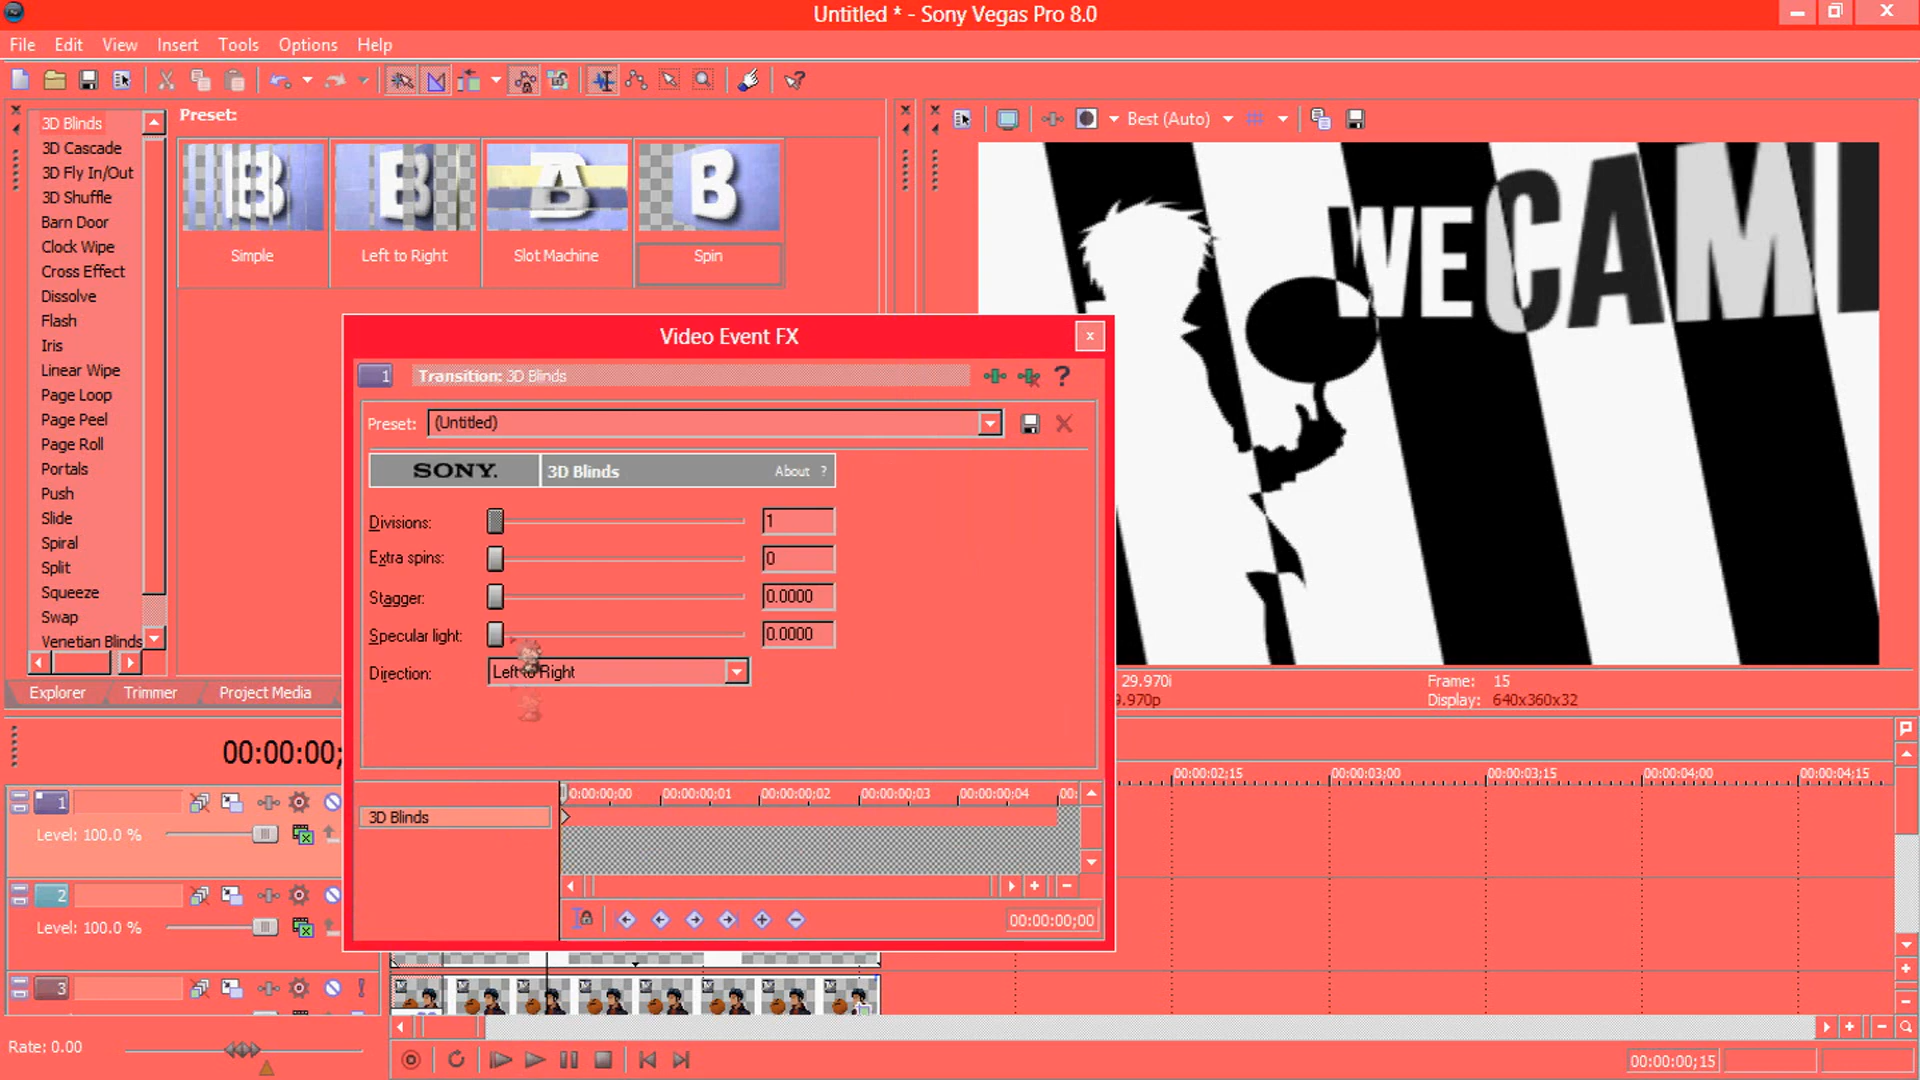 Untitled * - Sony Vegas Pro 8.0
File Edit View Insert Tools Options Help
Preset:
3D Blinds
3D Cascade
3D Fly In/Out
3D Shuffle
Barn Door
Clock Wipe
Cross Effect
Dissolve
Flash
Iris
Linear Wipe
Page Loop
Page Peel
Page Roll
Portals
Push
Slide
Spiral
Split
Squeeze
Swap
Venetian Blinds
Simple Left to Right Slot Machine Spin
Best (Auto)
WE CAM
Video Event FX
1 Transition: 3D Blinds
Preset: (Untitled)
SONY. 3D Blinds About ?
Divisions: 1
Extra spins: 0
Stagger: 0.0000
Specular light: 0.0000
Direction: Left to Right
3D Blinds
00:00:00;00 00:00:00;01 00:00:00;02 00:00:00;03 00:00:00;04 00:
00:00:00;00
Explorer Trimmer Project Media
29.970i
9.970p
Frame: 15
Display: 640x360x32
00:00:00;
00:00:02;15 00:00:03;00 00:00:03;15 00:00:04;00 00:00:04;15
1
Level: 100.0 %
2
Level: 100.0 %
3
Rate: 0.00
00:00:00;15